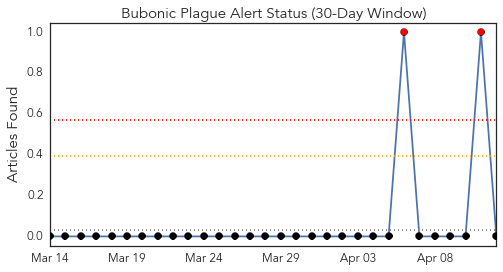 Bubonic Plague Alert Status (30-Day Window)
Articles Found
1.0
0.8
0.6
0.4
0.2
0.0
Mar 14 Mar 19 Mar 24 Mar 29 Apr 03 Apr 08